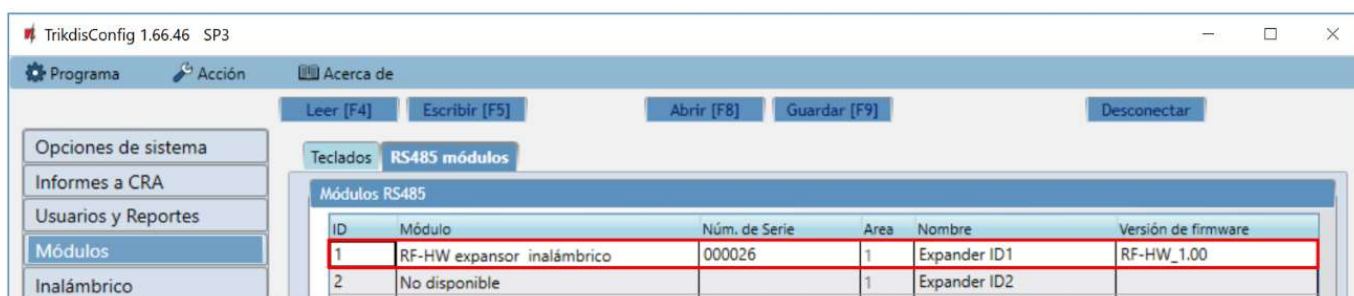 TrikdisConfig 1.66.46 SP3
Programa Acción Acerca de
Leer [F4] Escribir [F5] Abrir [F8] Guardar [F9] Desconectar
Opciones de sistema
Informes a CRA
Usuarios y Reportes
Módulos
Inalámbrico
Teclados RS485 módulos
Módulos RS485
ID Módulo Núm. de Serie Area Nombre Versión de firmware
1 RF-HW expansor inalámbrico 000026 1 Expander ID1 RF-HW_1.00
2 No disponible 1 Expander ID2